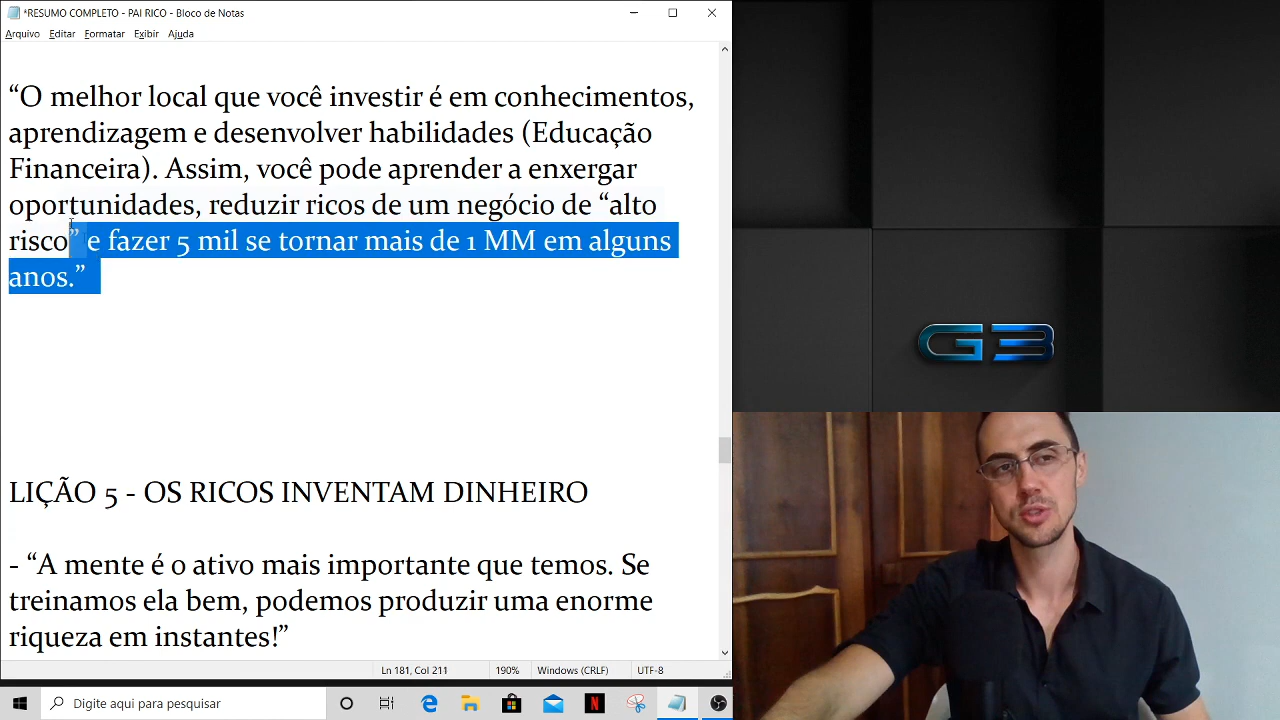 *RESUMO COMPLETO - PAI RICO - Bloco de Notas
Arquivo Editar Formatar Exibir Ajuda
“O melhor local que você investir é em conhecimentos,
aprendizagem e desenvolver habilidades (Educação
Financeira). Assim, você pode aprender a enxergar
oportunidades, reduzir ricos de um negócio de “alto
risco” e fazer 5 mil se tornar mais de 1 MM em alguns
anos.”
G3
LIÇÃO 5 - OS RICOS INVENTAM DINHEIRO
- “A mente é o ativo mais importante que temos. Se
treinamos ela bem, podemos produzir uma enorme
riqueza em instantes!”
Ln 181, Col 211 190% Windows (CRLF) UTF-8
Digite aqui para pesquisar